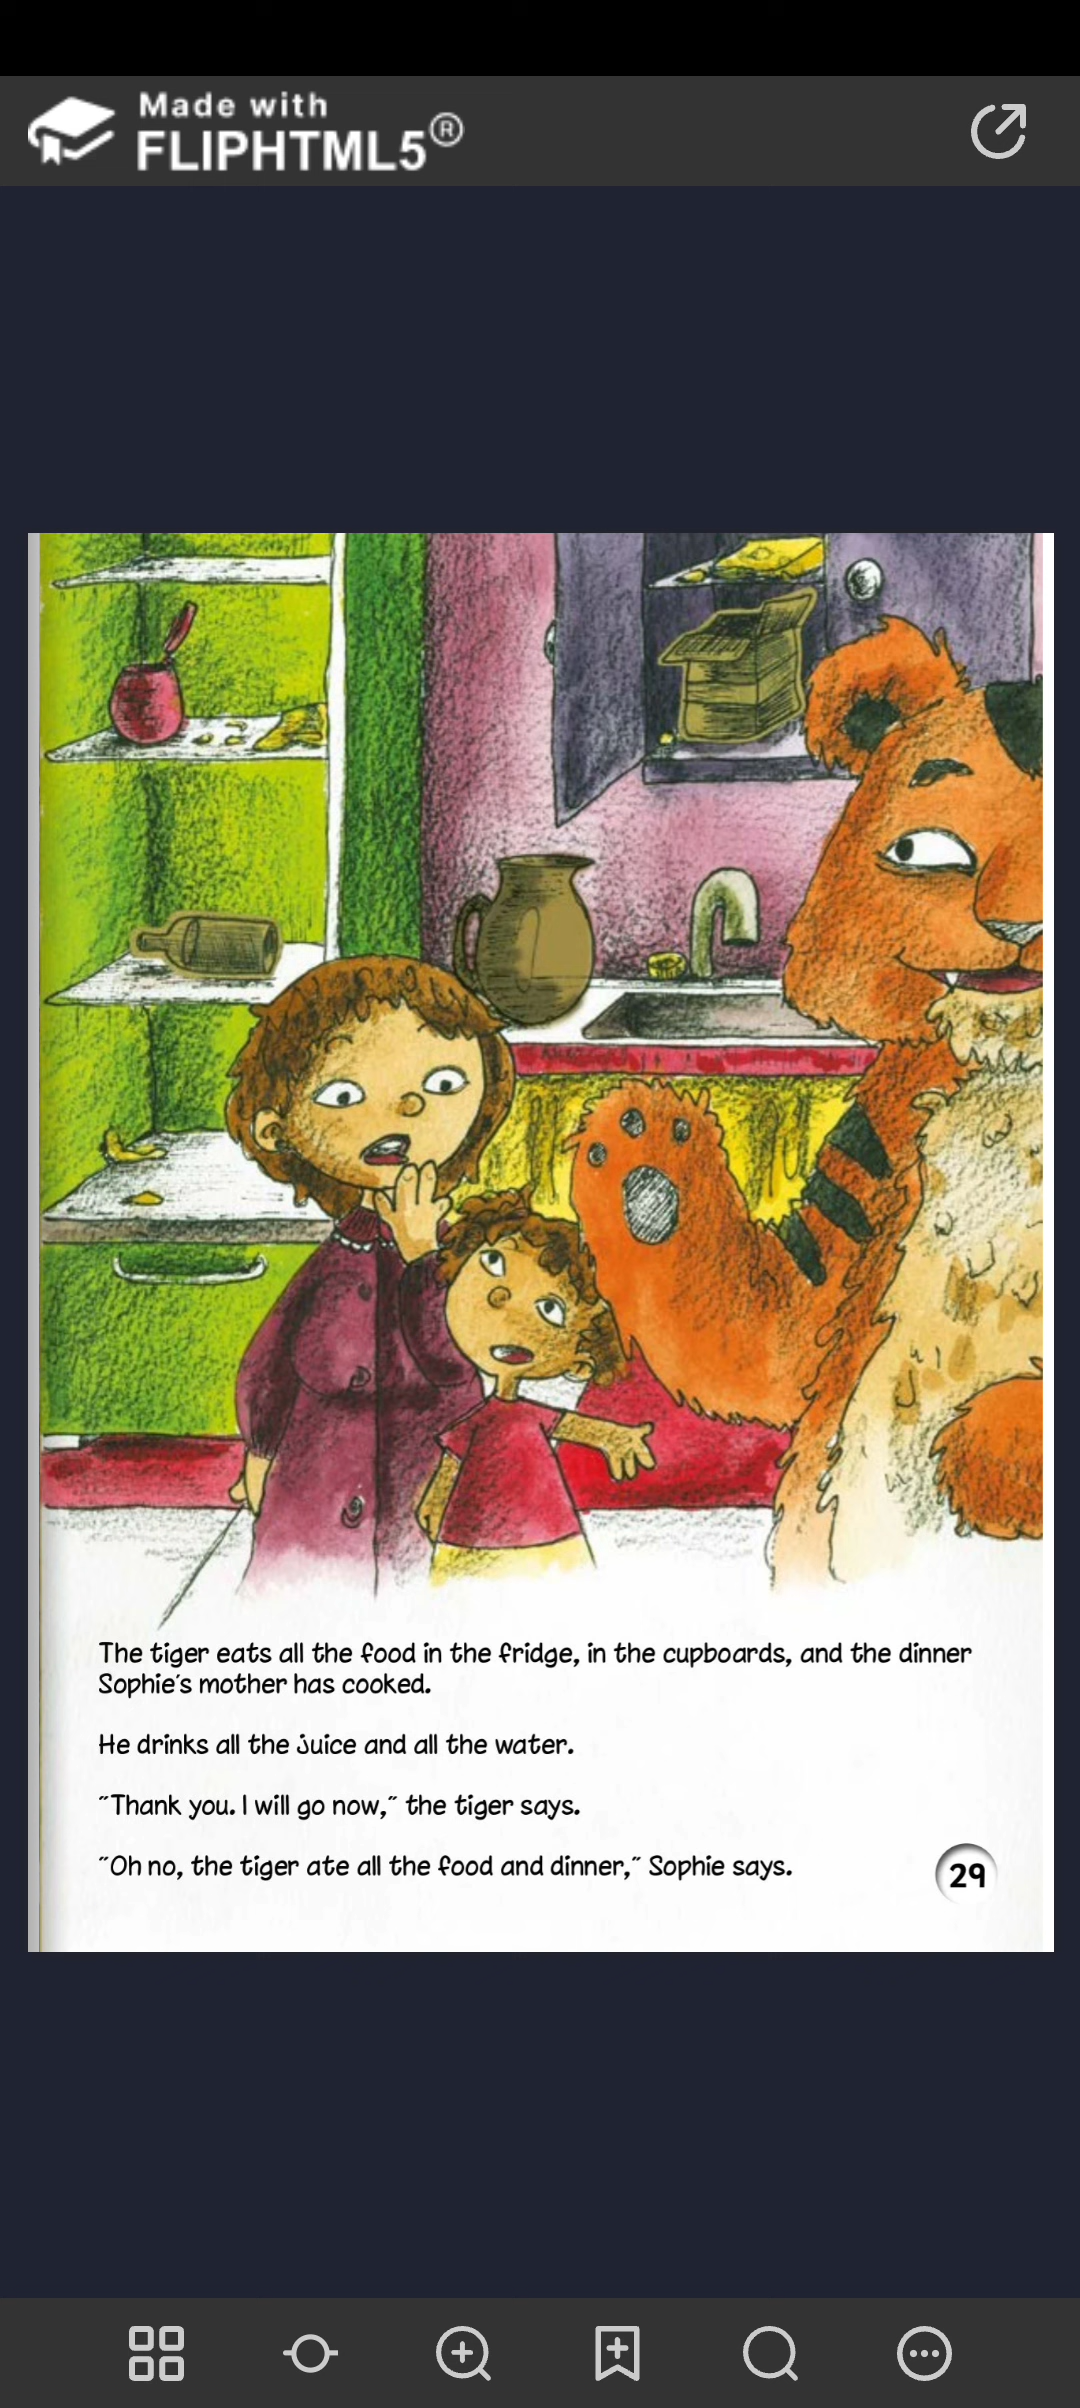 Made with
FLIPHTML5®
The tiger eats all the food in the fridge, in the cupboards, and the dinner
Sophie's mother has cooked.
He drinks all the juice and all the water.
"Thank you. I will go now," the tiger says.
"Oh no, the tiger ate all the food and dinner," Sophie says.
29